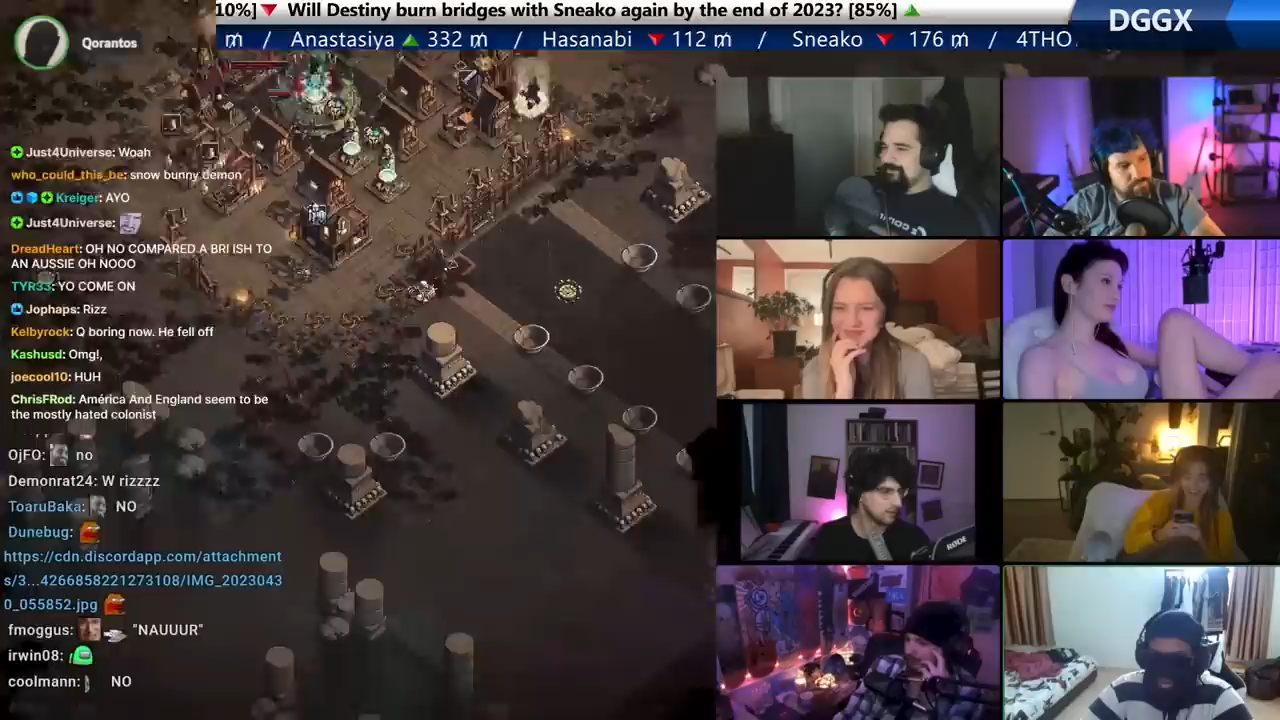 10%] Will Destiny burn bridges with Sneako again by the end of 2023? [85%]
DGGX
/ Anastasiya 332 / Hasanabi 112 / Sneako 176 / 4THO
Qorantos
Just4Universe: Woah
who_could_this_be: snow bunny demon
Kreiger: AYO
Just4Universe:
DreadHeart: OH NO COMPARED A BRI ISH TO
AN AUSSIE OH NOOO
TYR33: YO COME ON
Jophaps: Rizz
Kelbyrock: Q boring now. He fell off
Kashusd: Omg!,
joecool10: HUH
ChrisFRod: América And England seem to be
the mostly hated colonist
OjFO: no
Demonrat24: W rizzzz
ToaruBaka: NO
Dunebug:
https://cdn.discordapp.com/attachment
s/3...4266858221273108/IMG_2023043
0_055852.jpg
fmoggus: "NAUUUR"
irwin08:
coolmann: NO
RØDE